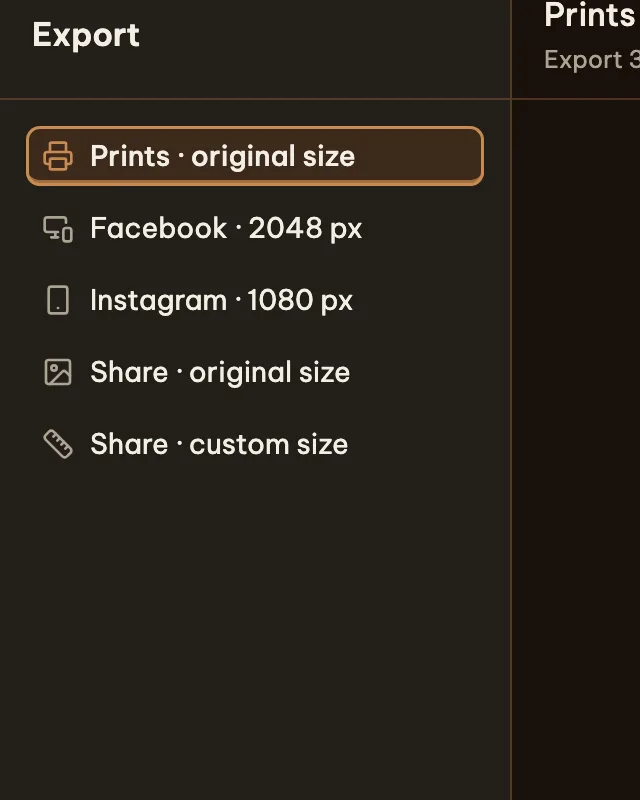 Export
Prints · original size
Facebook · 2048 px
Instagram · 1080 px
Share · original size
Share · custom size
Prints
Export 3